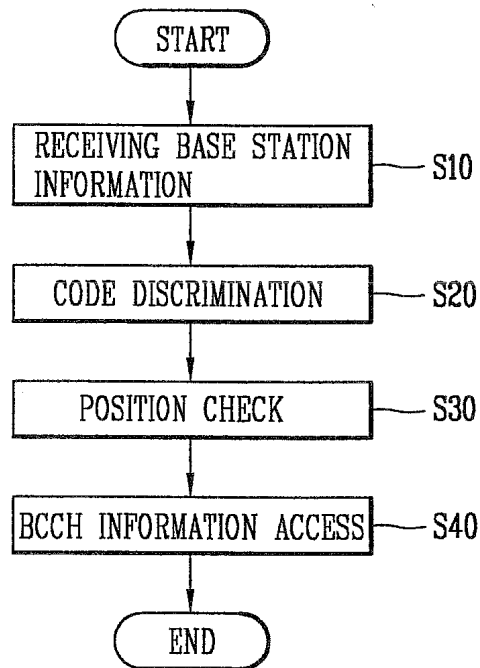 START
RECEIVING BASE STATION
INFORMATION
S10
CODE DISCRIMINATION
S20
POSITION CHECK
S30
BCCH INFORMATION ACCESS
S40
END